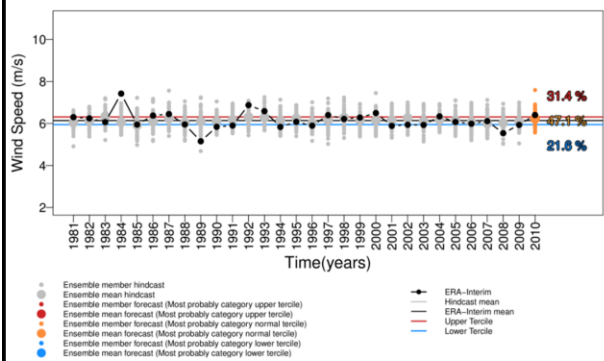 10
8
6
4
2
Wind Speed (m/s)
31.4 %
47.1 %
21.6 %
1981 1982 1983 1984 1985 1986 1987 1988 1989 1990 1991 1992 1993 1994 1995 1996 1997 1998 1999 2000 2001 2002 2003 2004 2005 2006 2007 2008 2009 2010
Time(years)
Ensemble member hindcast
Ensemble mean hindcast
Ensemble member forecast (Most probably category upper tercile)
Ensemble mean forecast (Most probably category upper tercile)
Ensemble member forecast (Most probably category normal tercile)
Ensemble mean forecast (Most probably category normal tercile)
Ensemble member forecast (Most probably category lower tercile)
Ensemble mean forecast (Most probably category lower tercile)
ERA−Interim
Hindcast mean
ERA−Interim mean
Upper Tercile
Lower Tercile